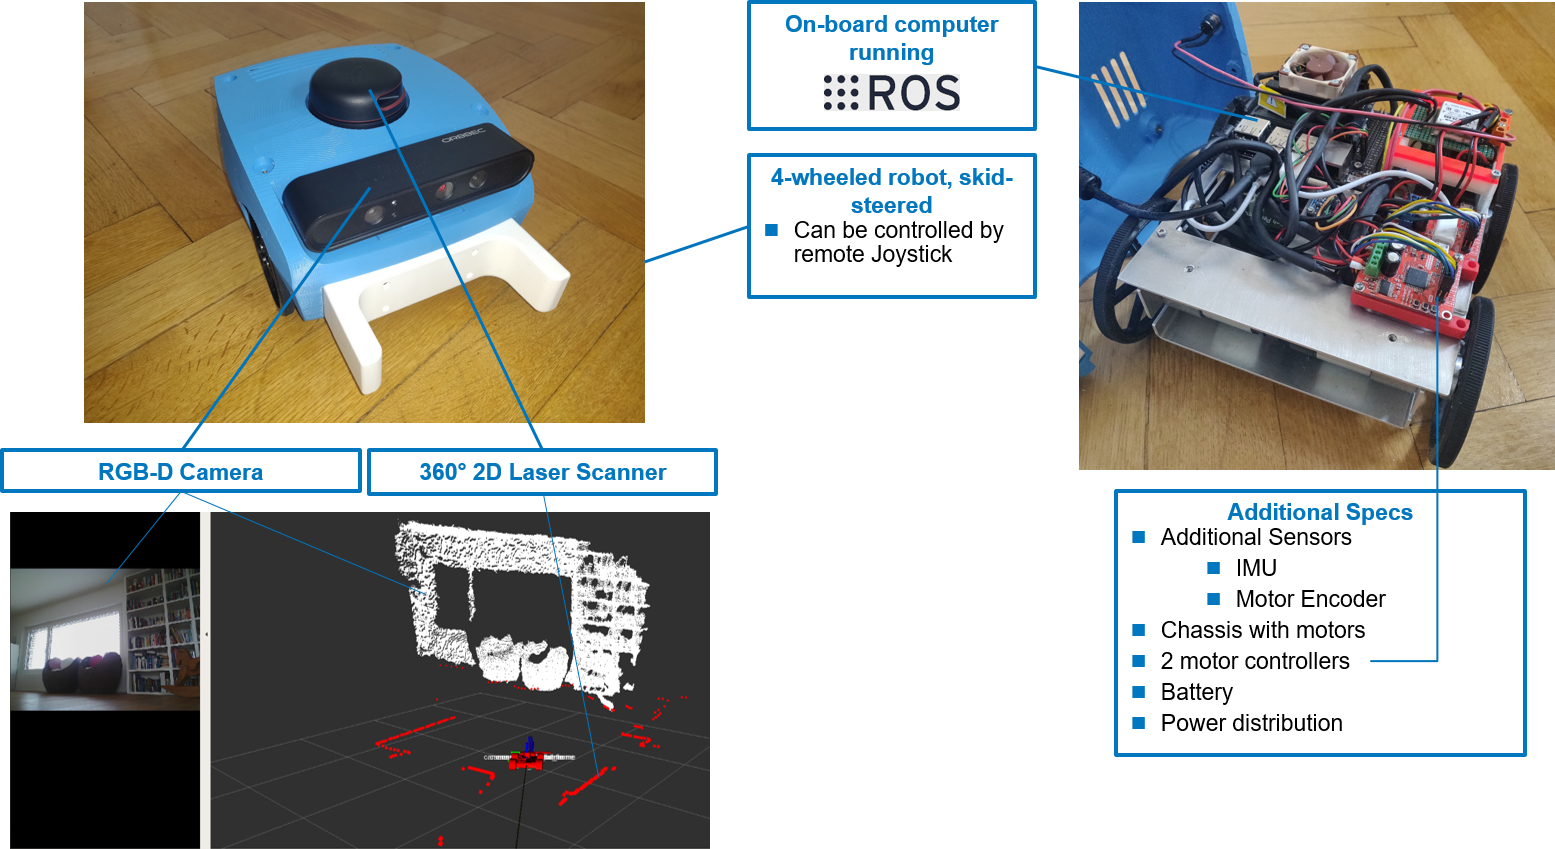 ORBBEC
On-board computer
running
ROS
4-wheeled robot, skid-
steered
Can be controlled by
remote Joystick
RGB-D Camera
360° 2D Laser Scanner
Additional Specs
Additional Sensors
IMU
Motor Encoder
Chassis with motors
2 motor controllers
Battery
Power distribution